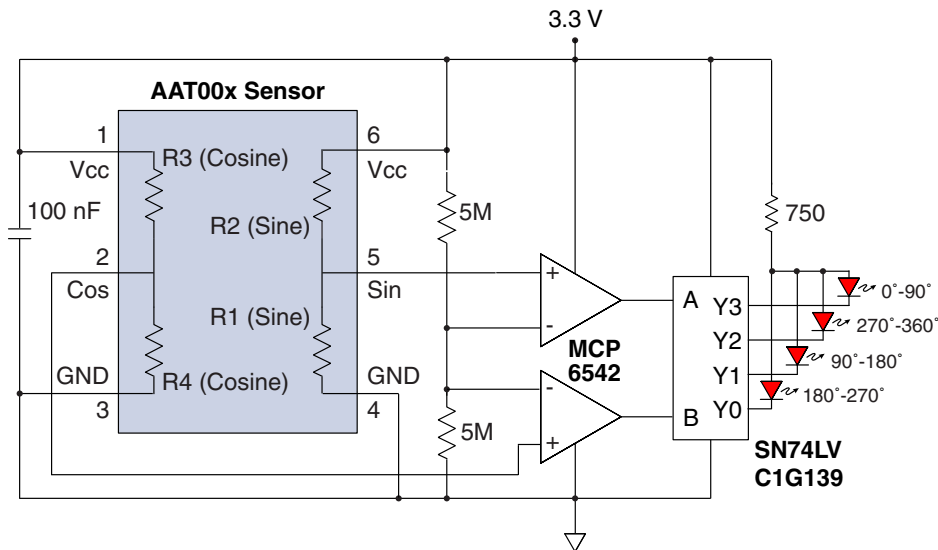 3.3 V
AAT00x Sensor
1
Vcc
R3 (Cosine)
6
Vcc
100 nF
R2 (Sine)
5M
750
2
Cos
5
Sin
+
-
A
Y3
0˚-90˚
R1 (Sine)
Y2
270˚-360˚
MCP
6542
Y1
90˚-180˚
GND
3
R4 (Cosine)
GND
4
5M
-
+
B
Y0
180˚-270˚
SN74LV
C1G139